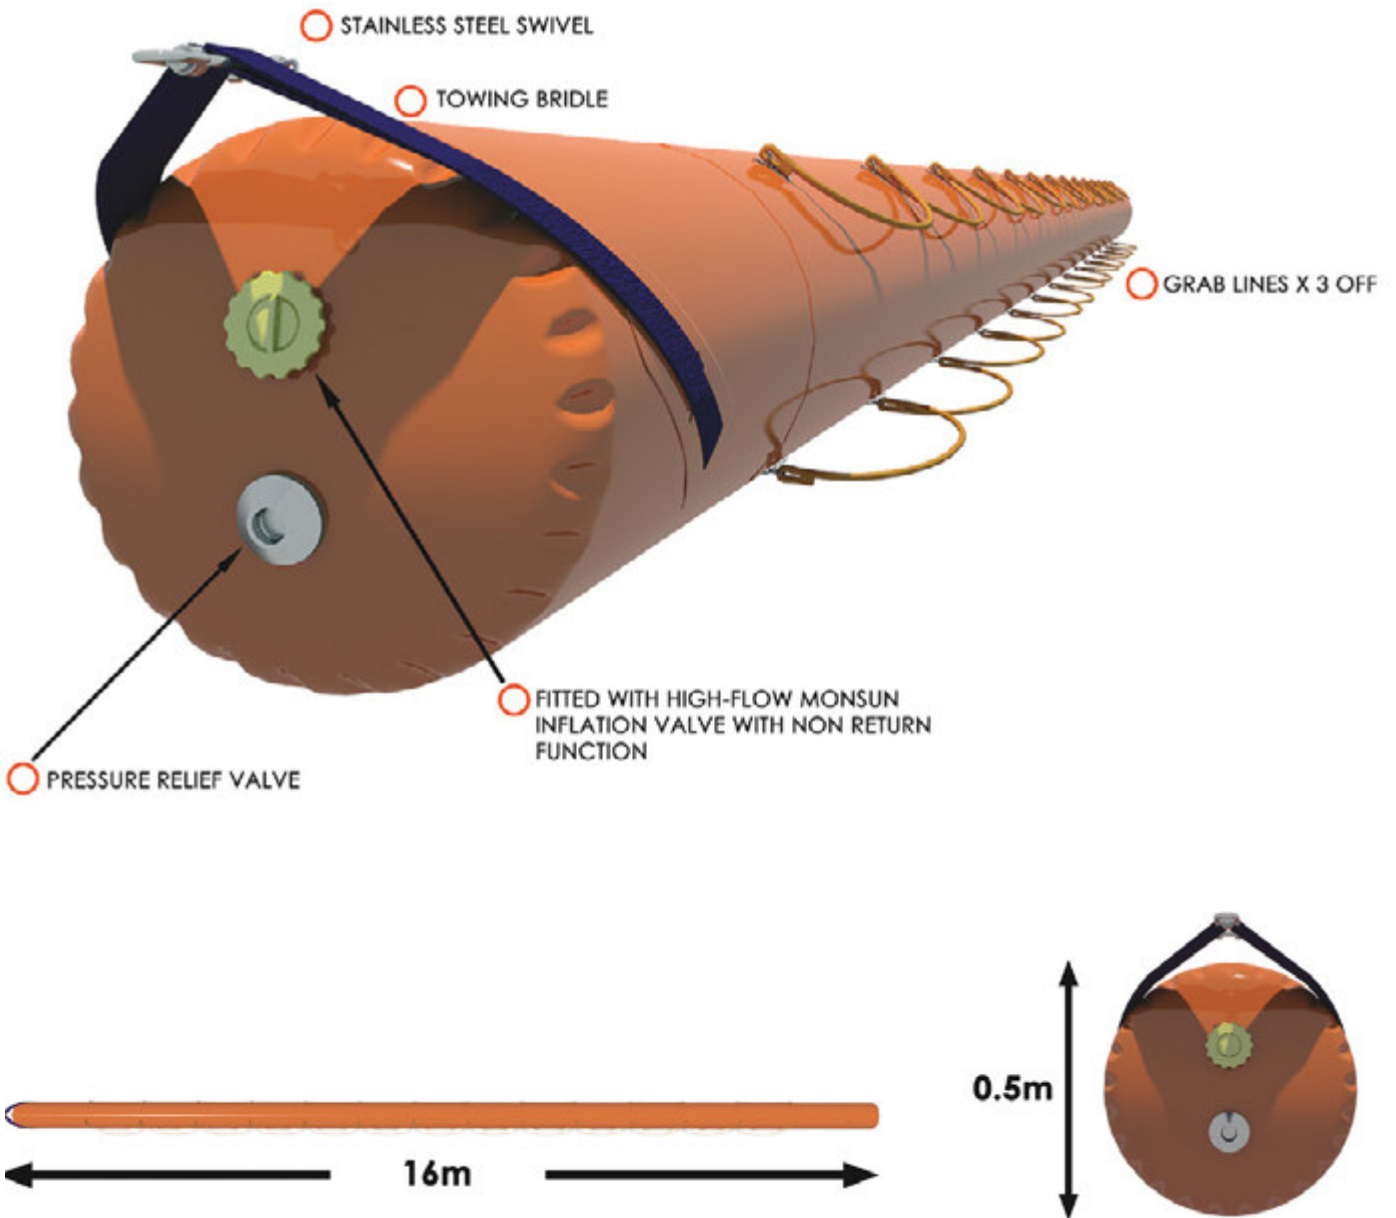 STAINLESS STEEL SWIVEL
TOWING BRIDLE
GRAB LINES X 3 OFF
FITTED WITH HIGH-FLOW MONSUN
INFLATION VALVE WITH NON RETURN
FUNCTION
PRESSURE RELIEF VALVE
0.5m
16m